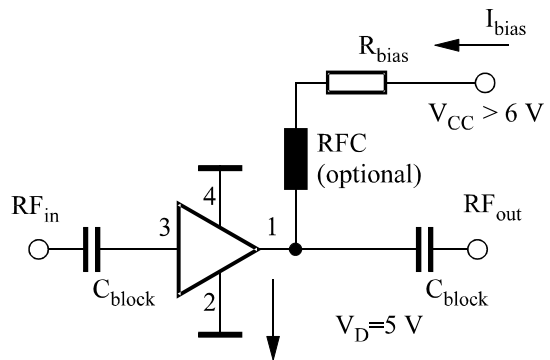 I_bias
R_bias
V_CC > 6 V
RFC
(optional)
4
RF_in
RF_out
3
1
C_block
2
C_block
V_D=5 V